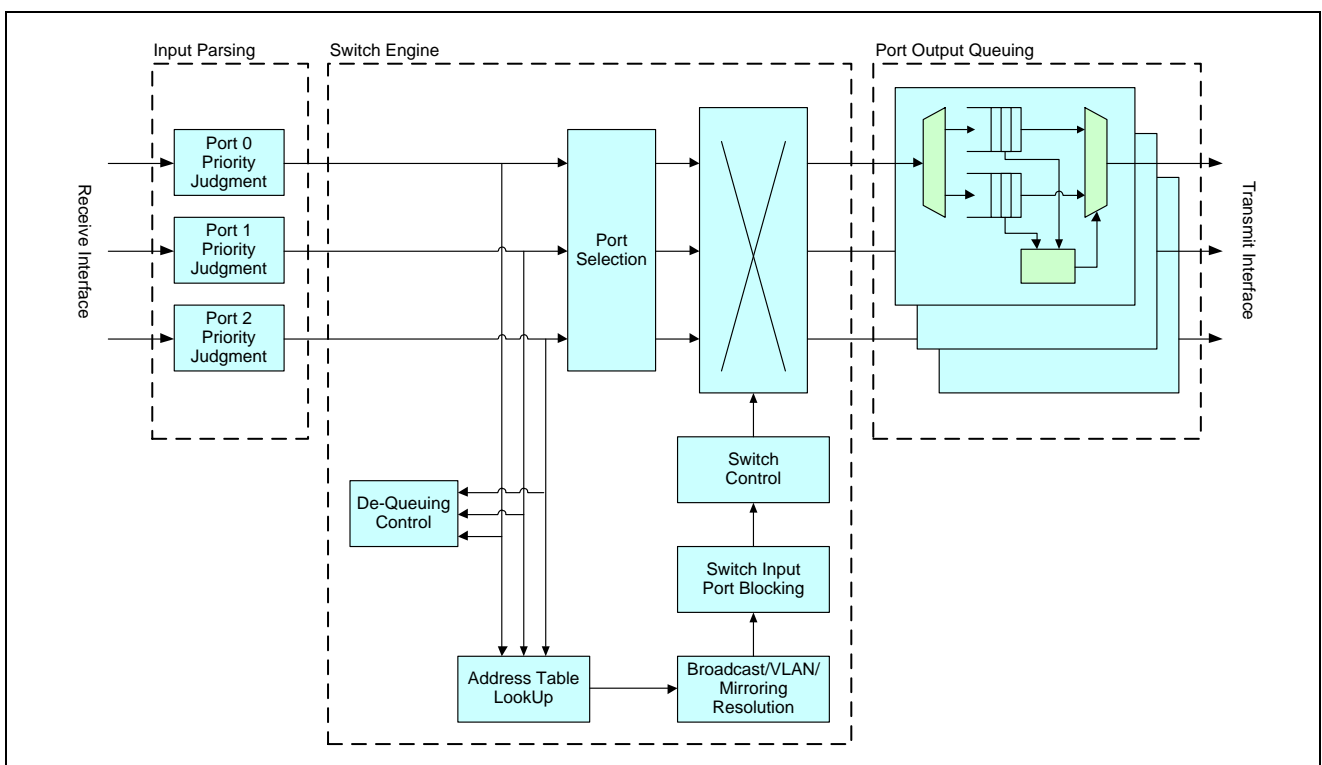 Input Parsing
Switch Engine
Port Output Queuing
Receive Interface
Port 0
Priority
Judgment
Port 1
Priority
Judgment
Port 2
Priority
Judgment
Port
Selection
Transmit Interface
De-Queuing
Control
Switch
Control
Switch Input
Port Blocking
Address Table
LookUp
Broadcast/VLAN/
Mirroring
Resolution